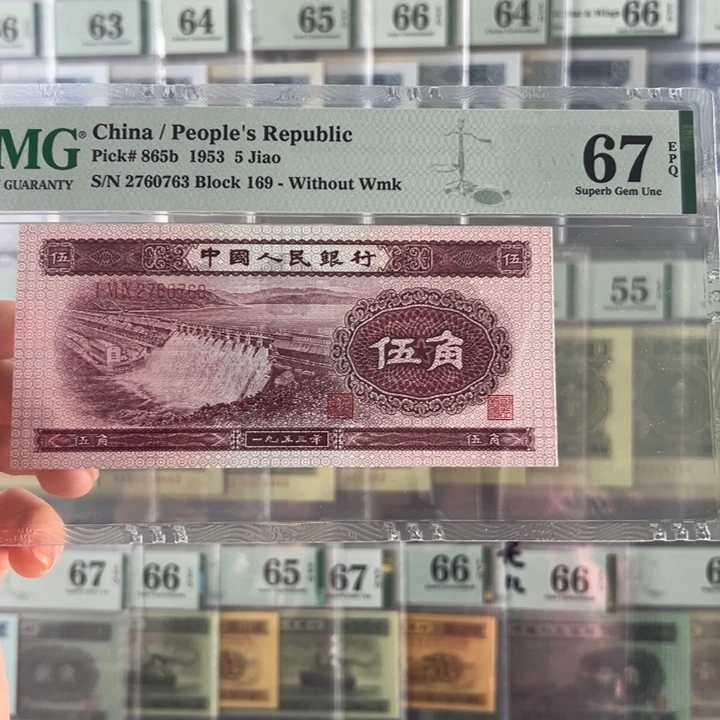 63
64
65
66
64
66
MG® China / People's Republic
Pick# 865b 1953 5 Jiao
GUARANTY S/N 2760763 Block 169 - Without Wmk
67
EPQ
Superb Gem Unc
伍 中國人民銀行 伍
伍角
伍角 一九五三年 伍角
55
67
66
65
67
66
66